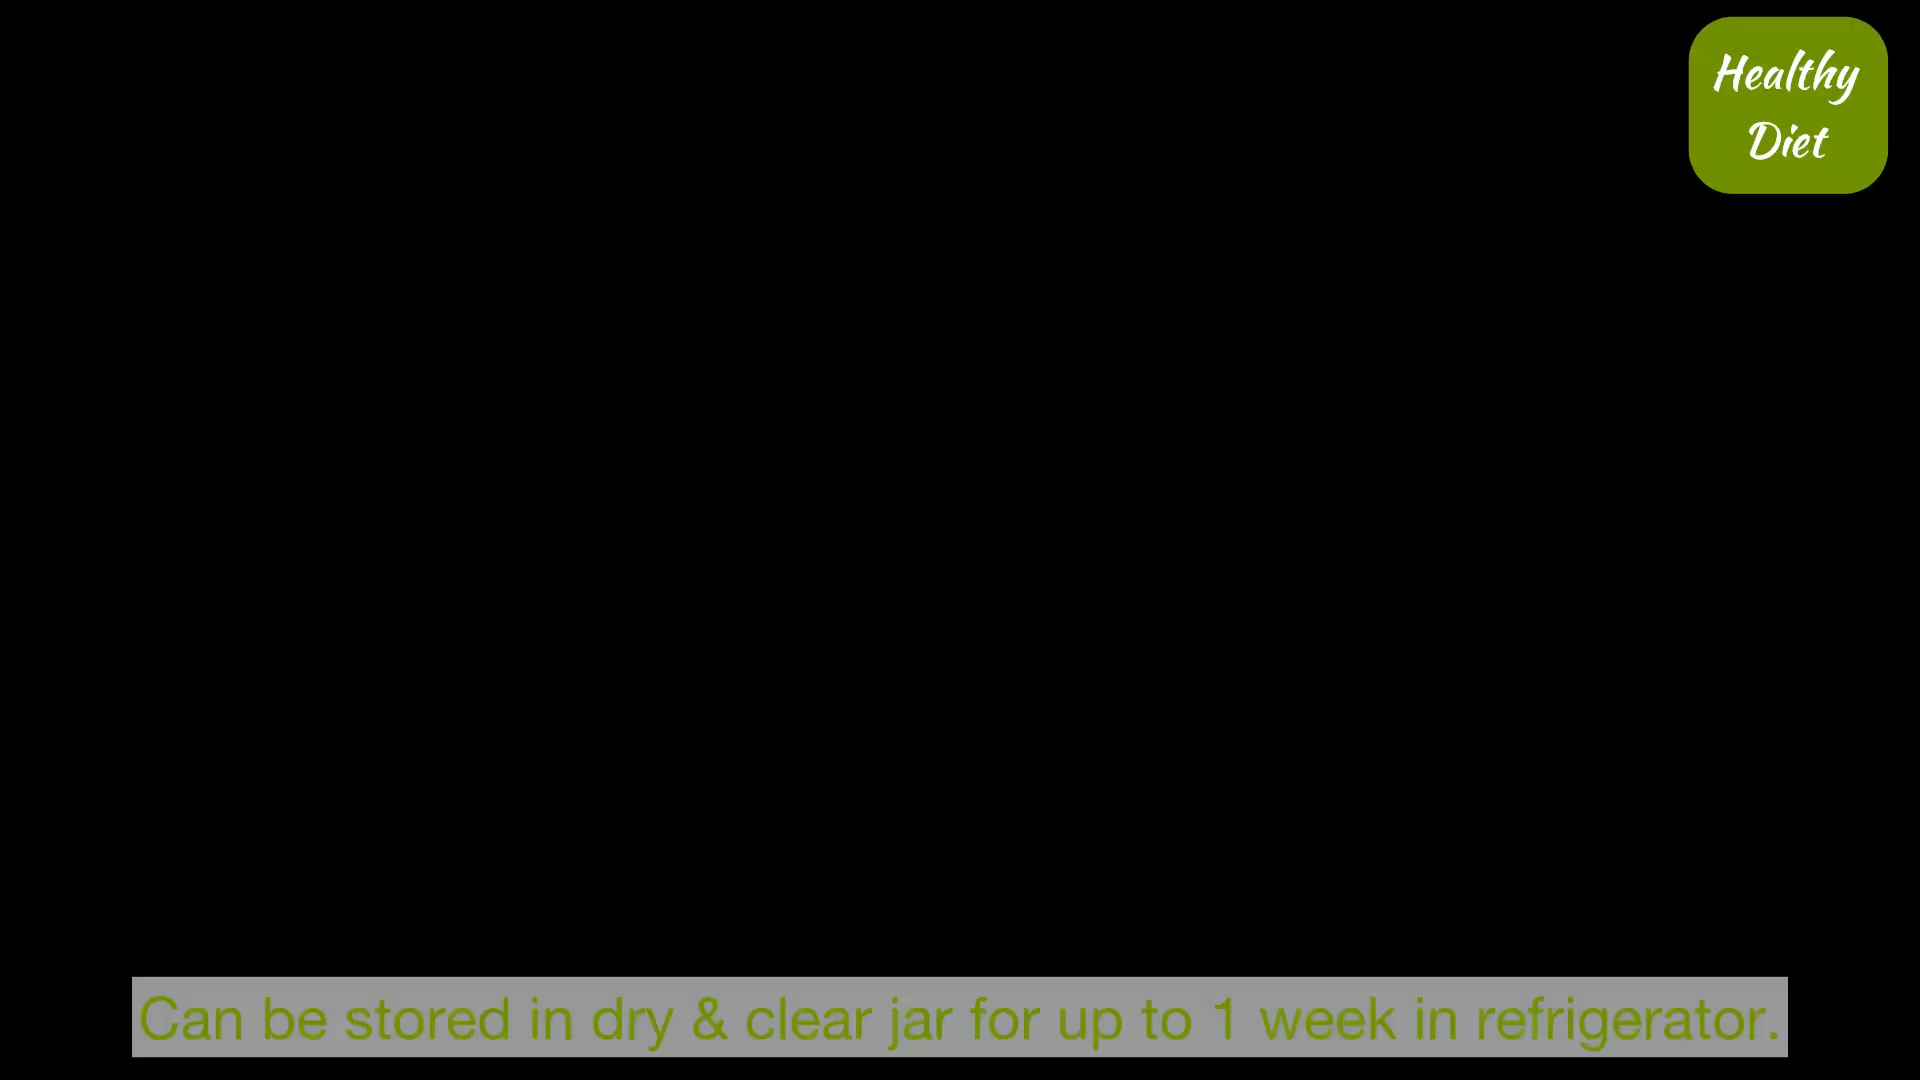 Healthy
Diet
Can be stored in dry & clear jar for up to 1 week in refrigerator.